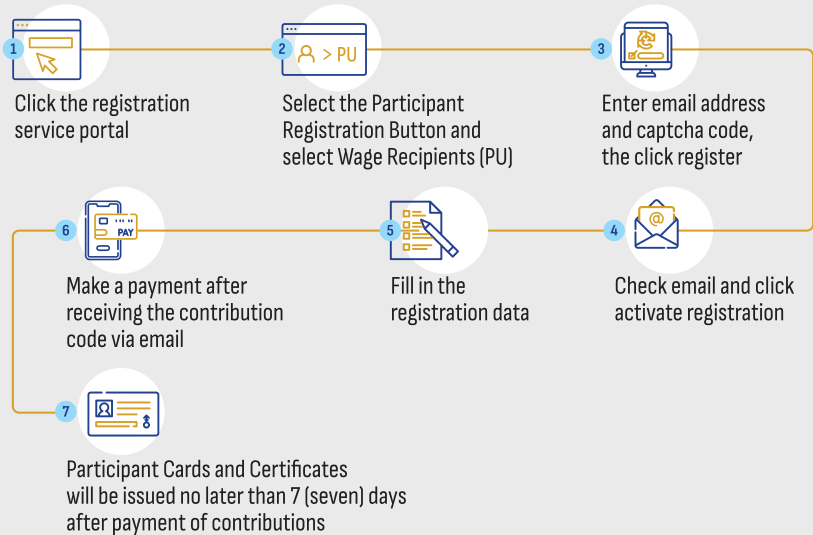 1
Click the registration
service portal
2
> PU
Select the Participant
Registration Button and
select Wage Recipients (PU)
3
Enter email address
and captcha code,
the click register
4
@
Check email and click
activate registration
5
Fill in the
registration data
6
PAY
Make a payment after
receiving the contribution
code via email
7
Participant Cards and Certificates
will be issued no later than 7 (seven) days
after payment of contributions